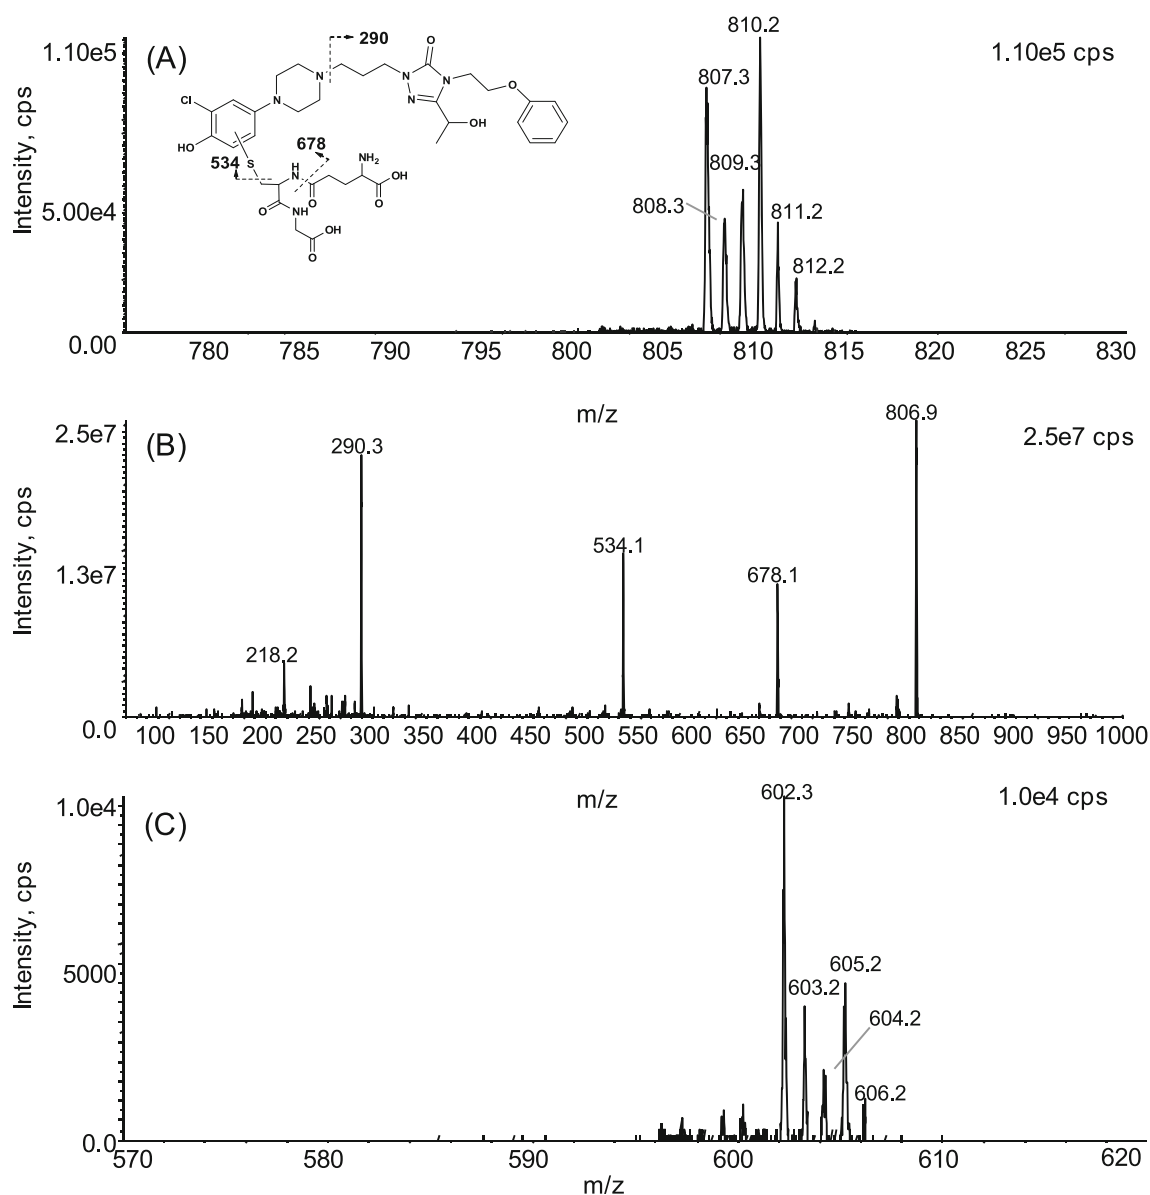 (A)
1.10e5 cps
1.10e5
5.00e4
0.00
Intensity, cps
290
O
N
N
N
N
N
O
OH
Cl
HO
S
534
678
H
N
NH2
OH
O
O
O
NH
OH
O
807.3
808.3
809.3
810.2
811.2
812.2
780 785 790 795 800 805 810 815 820 825 830
m/z
(B)
2.5e7 cps
2.5e7
1.3e7
0.0
Intensity, cps
218.2
290.3
534.1
678.1
806.9
100 150 200 250 300 350 400 450 500 550 600 650 700 750 800 850 900 950 1000
m/z
(C)
1.0e4 cps
1.0e4
5000
0.0
Intensity, cps
602.3
603.2
605.2
604.2
606.2
570 580 590 600 610 620
m/z